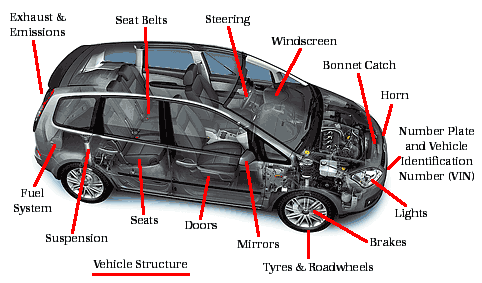 Exhaust &
Emissions
Seat Belts
Steering
Windscreen
Bonnet Catch
Horn
Number Plate
and Vehicle
Identification
Number (VIN)
Lights
Brakes
Tyres & Roadwheels
Mirrors
Doors
Seats
Suspension
Fuel
System
Vehicle Structure